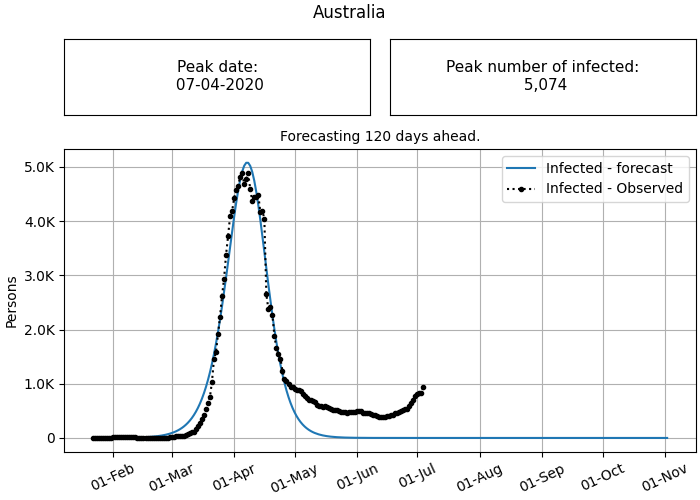 Australia
Peak date:
07-04-2020
Peak number of infected:
5,074
Forecasting 120 days ahead.
Infected - forecast
Infected - Observed
Persons
5.0K
4.0K
3.0K
2.0K
1.0K
0
01-Feb
01-Mar
01-Apr
01-May
01-Jun
01-Jul
01-Aug
01-Sep
01-Oct
01-Nov